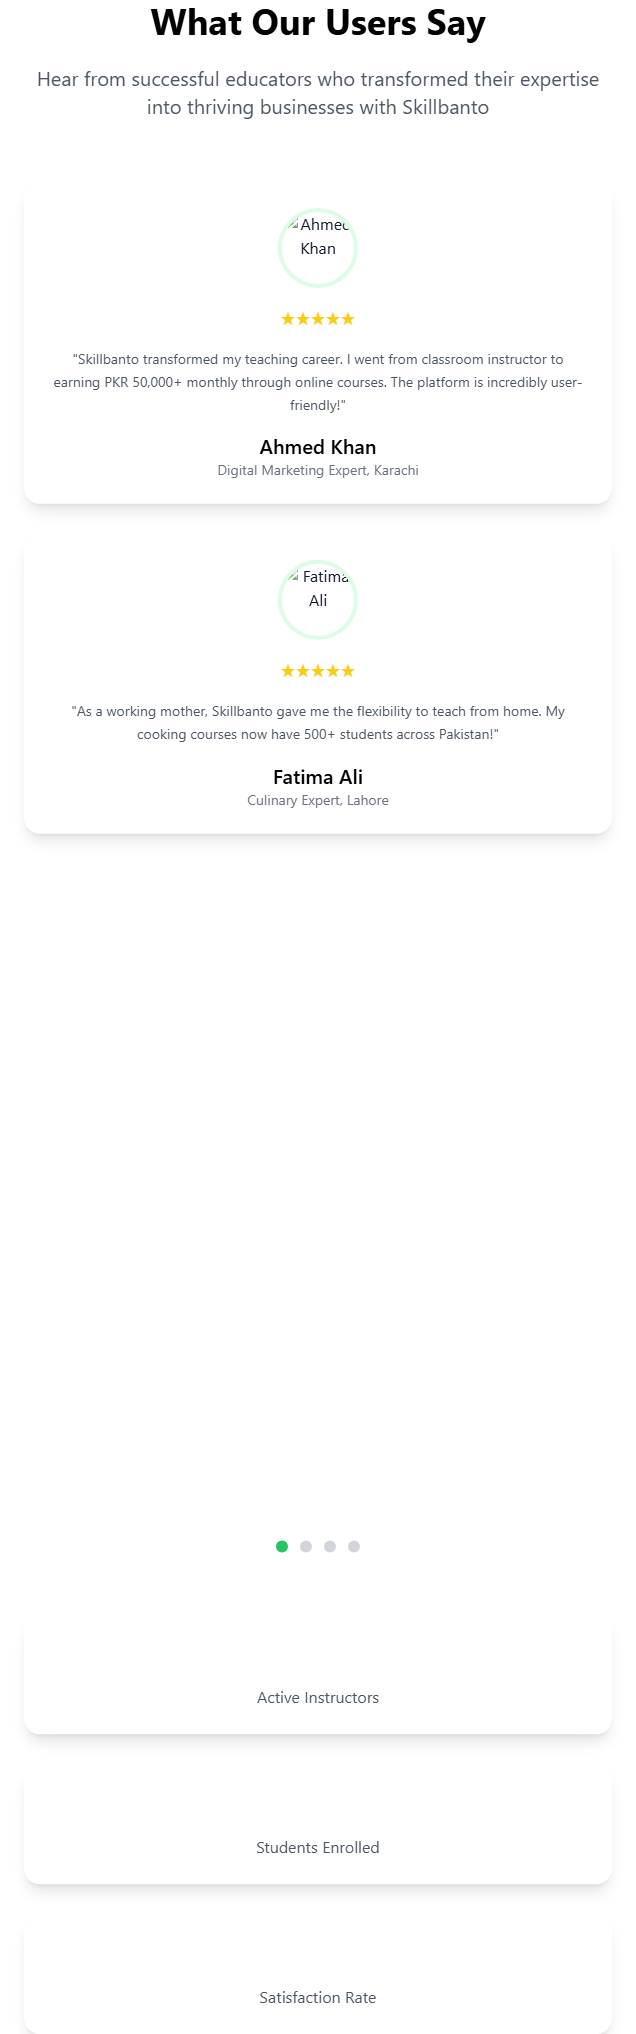 What Our Users Say
Hear from successful educators who transformed their expertise
into thriving businesses with Skillbanto
Ahmed
Khan
★★★★★
"Skillbanto transformed my teaching career. I went from classroom instructor to
earning PKR 50,000+ monthly through online courses. The platform is incredibly user-
friendly!"
Ahmed Khan
Digital Marketing Expert, Karachi
Fatima
Ali
★★★★★
"As a working mother, Skillbanto gave me the flexibility to teach from home. My
cooking courses now have 500+ students across Pakistan!"
Fatima Ali
Culinary Expert, Lahore
Active Instructors
Students Enrolled
Satisfaction Rate